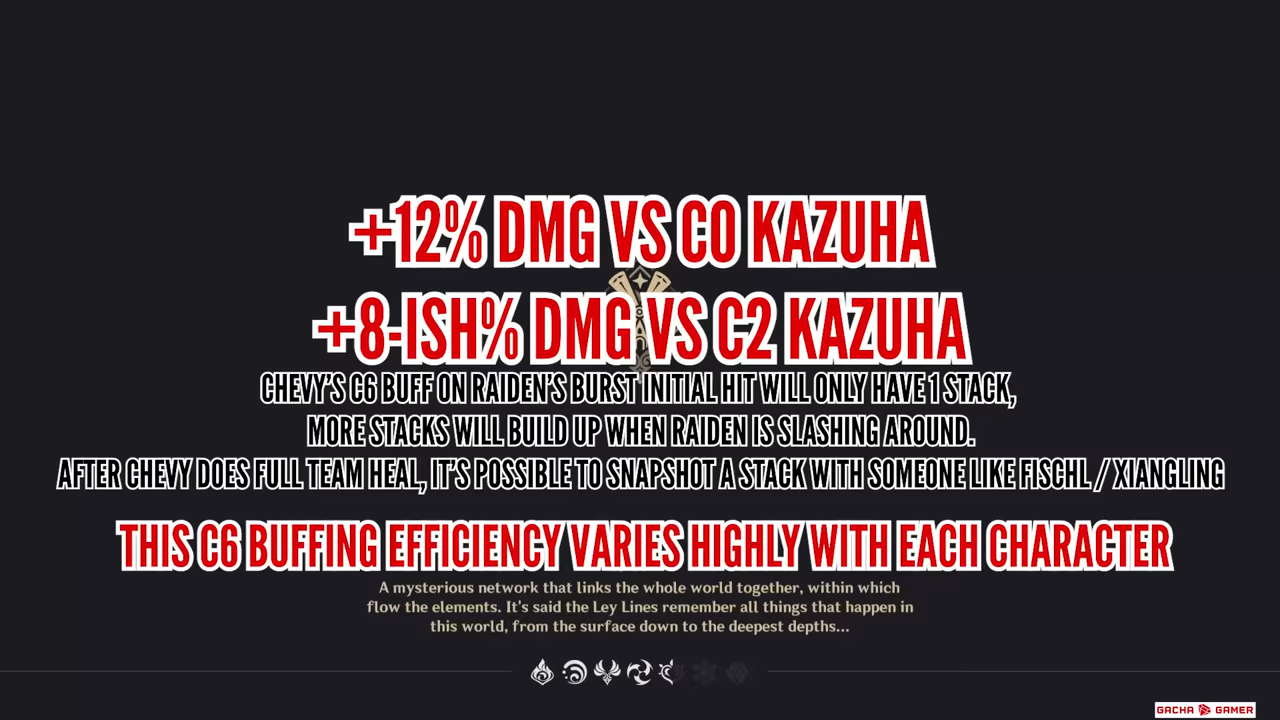 +12% DMG VS C0 KAZUHA
+8-ISH% DMG VS C2 KAZUHA
CHEVY'S C6 BUFF ON RAIDEN'S BURST INITIAL HIT WILL ONLY HAVE 1 STACK,
MORE STACKS WILL BUILD UP WHEN RAIDEN IS SLASHING AROUND.
AFTER CHEVY DOES FULL TEAM HEAL, IT'S POSSIBLE TO SNAPSHOT A STACK WITH SOMEONE LIKE FISCHL / XIANGLING
THIS C6 BUFFING EFFICIENCY VARIES HIGHLY WITH EACH CHARACTER
A mysterious network that links the whole world together, within which
flow the elements. It's said the Ley Lines remember all things that happen in
this world, from the surface down to the deepest depths...
GACHA GAMER